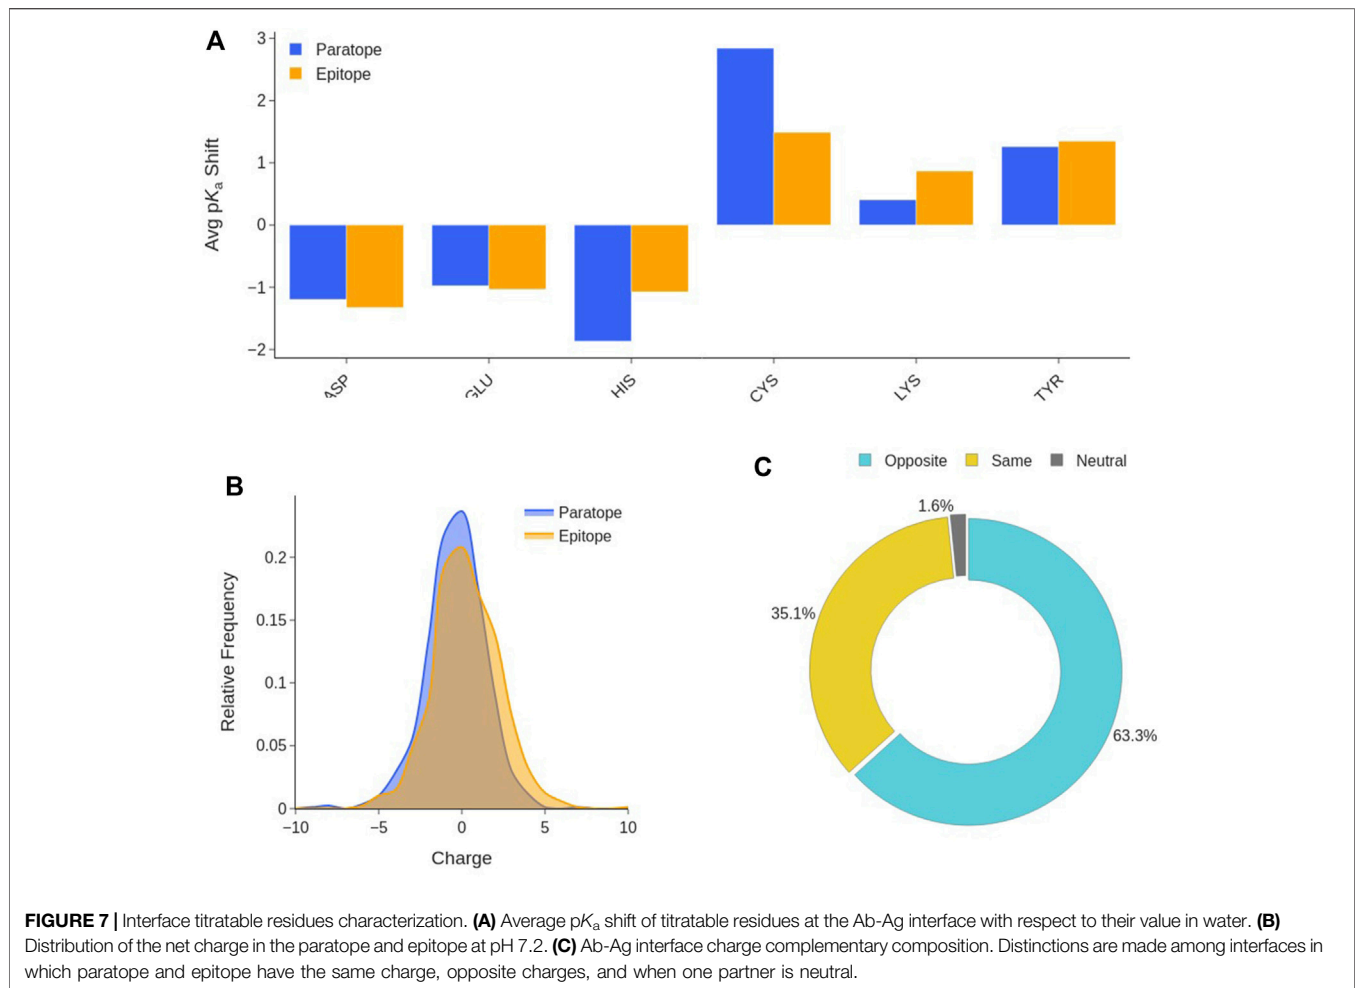 A
Paratope
Epitope
3
2
1
0
−1
−2
Avg pKa Shift
ASP
GLU
HIS
CYS
LYS
TYR
B
Paratope
Epitope
0.2
0.15
0.1
0.05
0
Relative Frequency
−10
−5
0
5
10
Charge
C
Opposite
Same
Neutral
1.6%
35.1%
63.3%
FIGURE 7 | Interface titratable residues characterization. (A) Average pKa shift of titratable residues at the Ab-Ag interface with respect to their value in water. (B)
Distribution of the net charge in the paratope and epitope at pH 7.2. (C) Ab-Ag interface charge complementary composition. Distinctions are made among interfaces in
which paratope and epitope have the same charge, opposite charges, and when one partner is neutral.